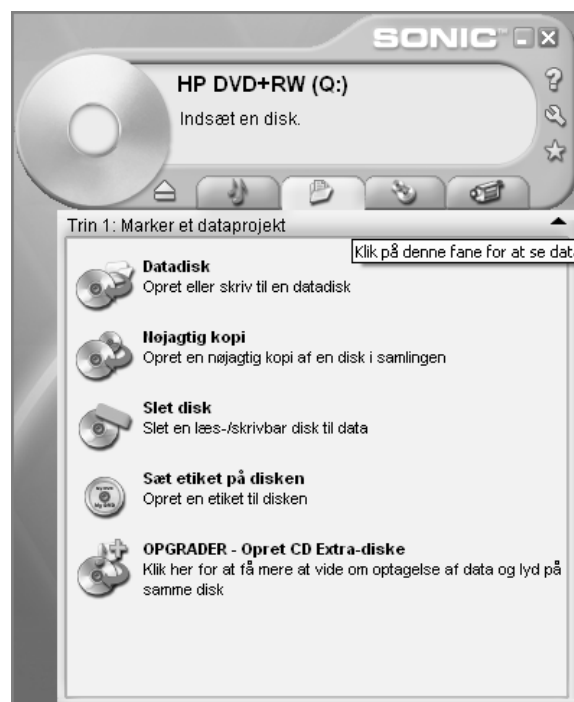 SONIC™
HP DVD+RW (Q:)
Indsæt en disk.
Trin 1: Marker et dataprojekt
Klik på denne fane for at se dat
Datadisk
Opret eller skriv til en datadisk
Nøjagtig kopi
Opret en nøjagtig kopi af en disk i samlingen
Slet disk
Slet en læs-/skrivbar disk til data
Sæt etiket på disken
Opret en etiket til disken
OPGRADER - Opret CD Extra-diske
Klik her for at få mere at vide om optagelse af data og lyd på
samme disk